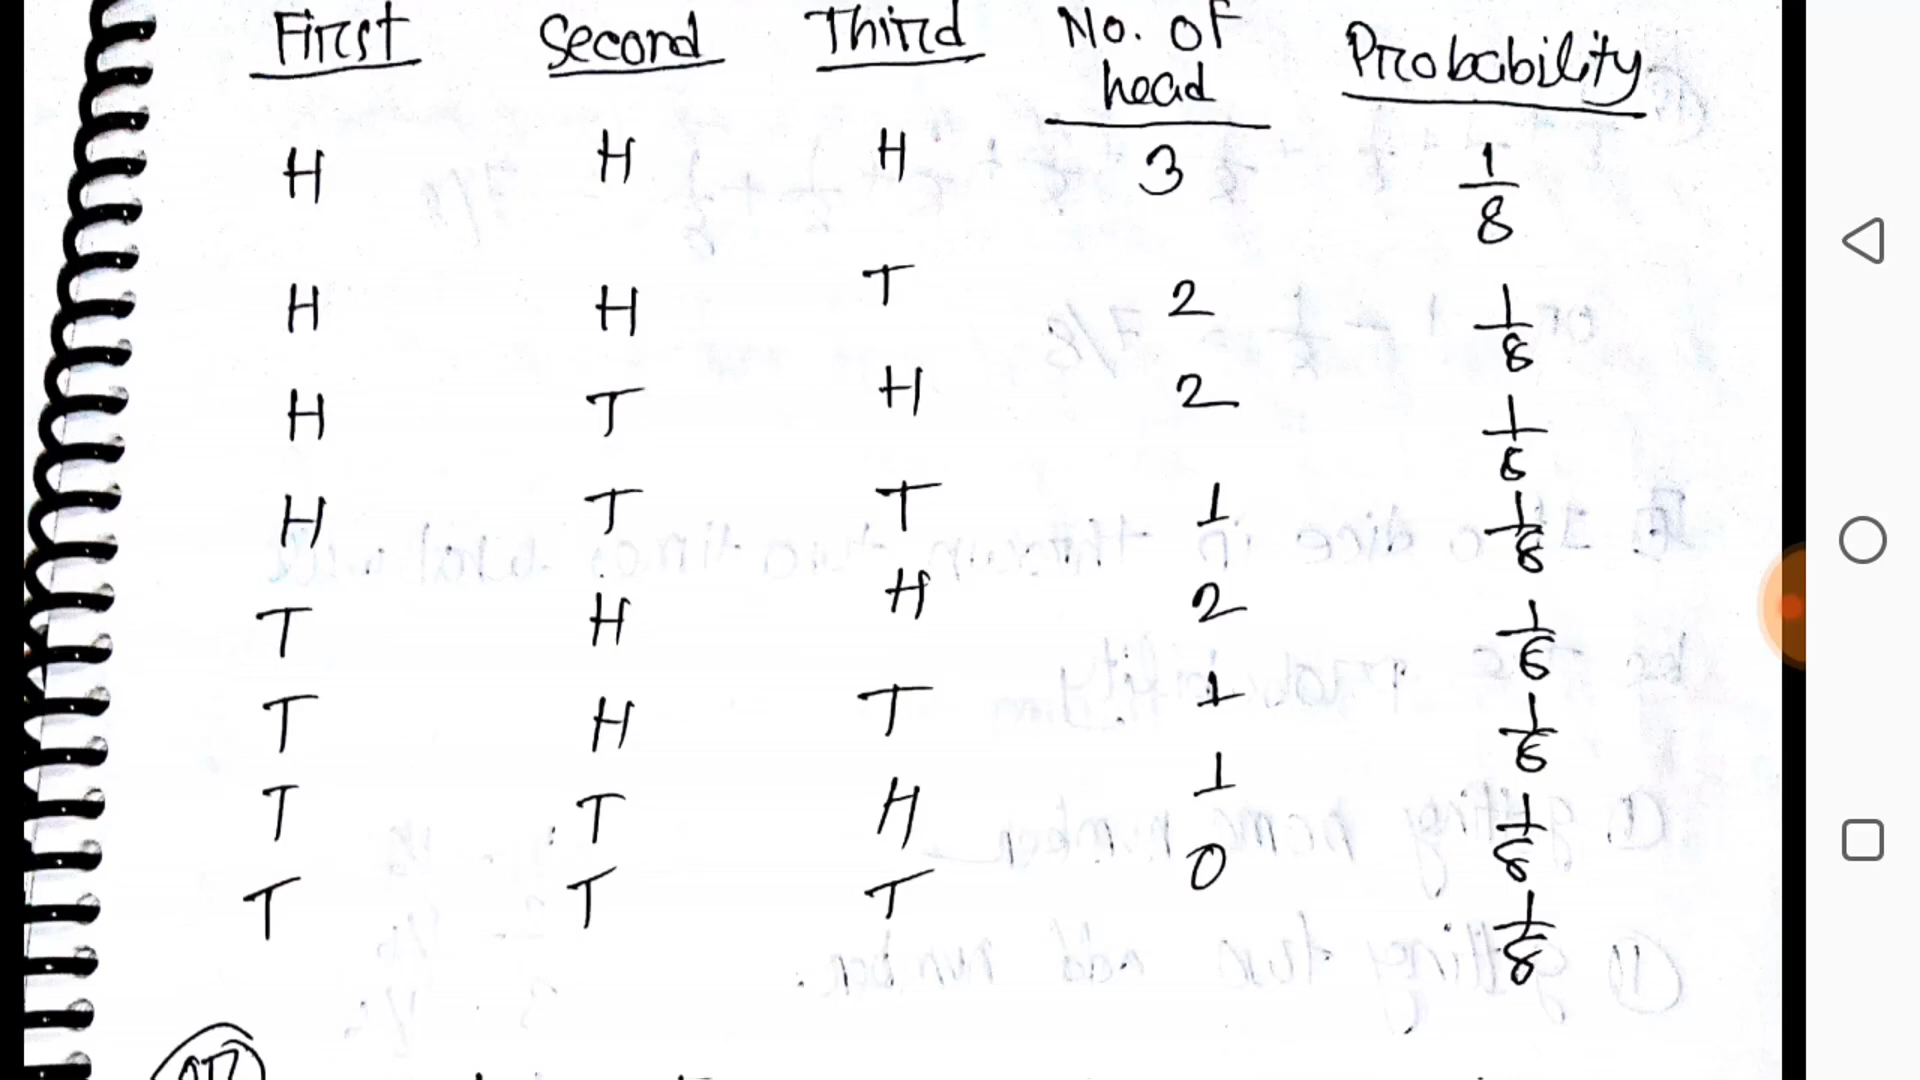 First Second Third No. of head Probability
H H H 3 1/8
H H T 2 1/8
H T H 2 1/8
H T T 1 1/8
T H H 2 1/8
T H T 1 1/8
T T H 1 1/8
T T T 0 1/8